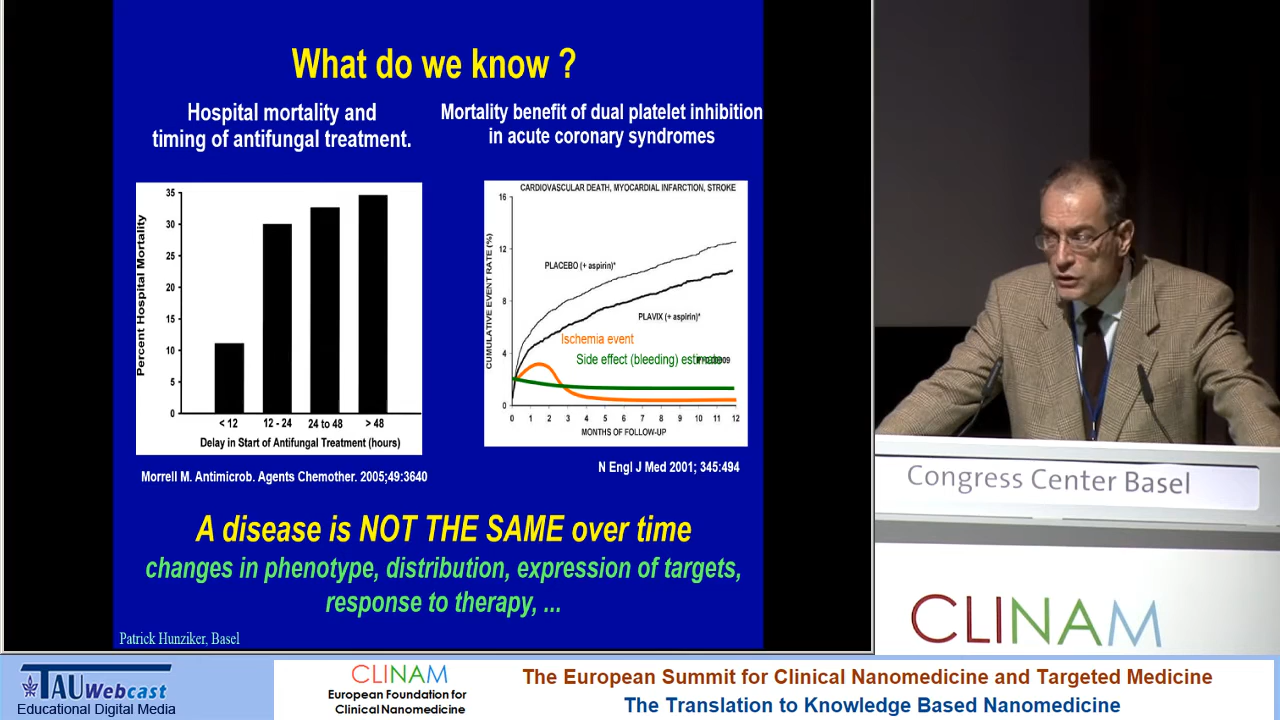 What do we know ?
Hospital mortality and
timing of antifungal treatment.
Mortality benefit of dual platelet inhibition
in acute coronary syndromes
Percent Hospital Mortality
35
30
25
20
15
10
5
0
< 12
12 - 24
24 to 48
> 48
Delay in Start of Antifungal Treatment (hours)
Morrell M. Antimicrob. Agents Chemother. 2005;49:3640
CARDIOVASCULAR DEATH, MYOCARDIAL INFARCTION, STROKE
CUMULATIVE EVENT RATE (%)
16
12
8
4
0
PLACEBO (+ aspirin)*
PLAVIX (+ aspirin)*
Ischemia event
Side effect (bleeding)
0 1 2 3 4 5 6 7 8 9 10 11 12
MONTHS OF FOLLOW-UP
N Engl J Med 2001; 345:494
A disease is NOT THE SAME over time
changes in phenotype, distribution, expression of targets,
response to therapy, ...
Patrick Hunziker, Basel
Congress Center Basel
CLINAM
TAU Webcast
Educational Digital Media
CLINAM
European Foundation for
Clinical Nanomedicine
The European Summit for Clinical Nanomedicine and Targeted Medicine
The Translation to Knowledge Based Nanomedicine